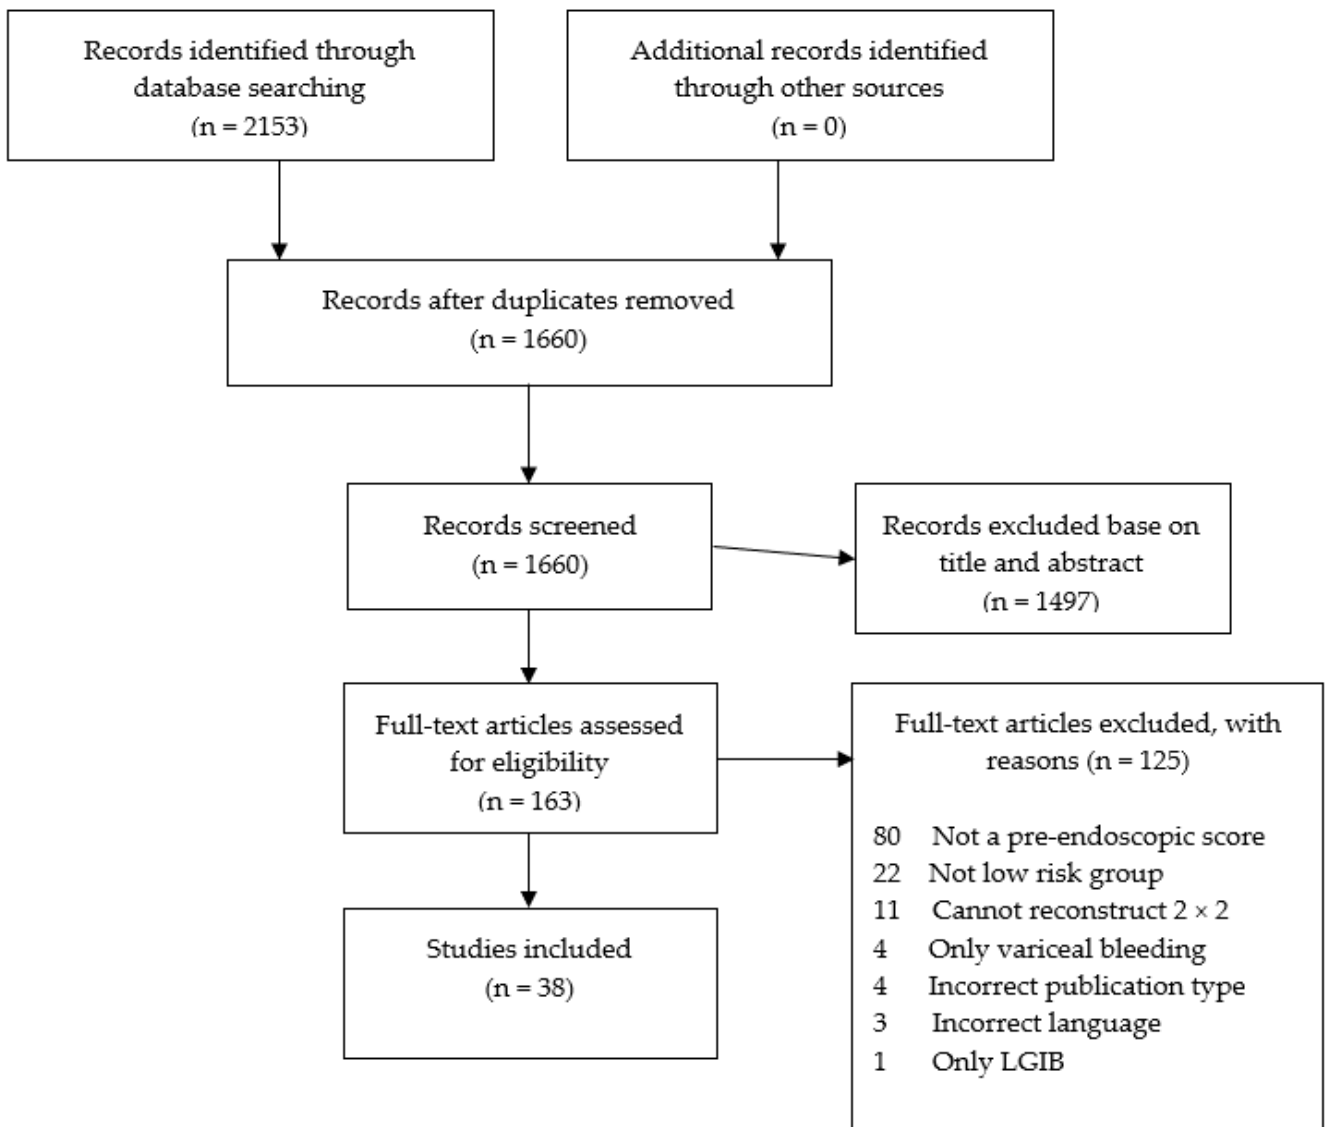 Records identified through
database searching
(n = 2153)
Additional records identified
through other sources
(n = 0)
Records after duplicates removed
(n = 1660)
Records screened
(n = 1660)
Records excluded base on
title and abstract
(n = 1497)
Full-text articles assessed
for eligibility
(n = 163)
Full-text articles excluded, with
reasons (n = 125)
80 Not a pre-endoscopic score
22 Not low risk group
11 Cannot reconstruct 2 × 2
4 Only variceal bleeding
4 Incorrect publication type
3 Incorrect language
1 Only LGIB
Studies included
(n = 38)